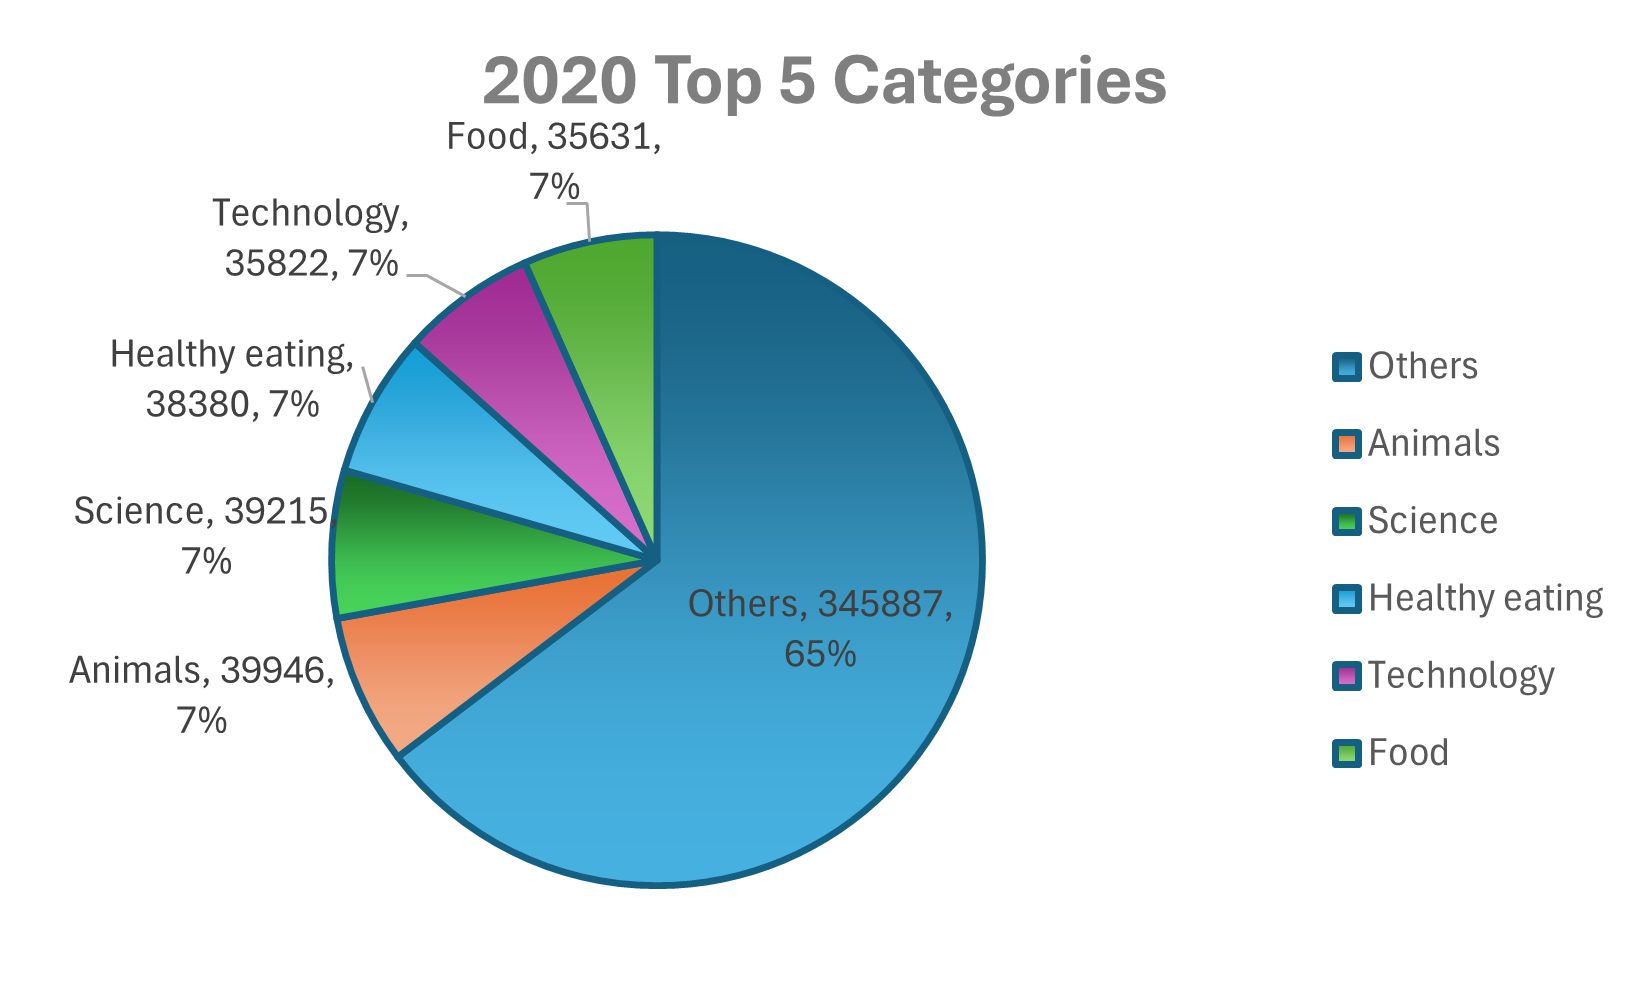 2020 Top 5 Categories
Food, 35631,
7%
Technology,
35822, 7%
Healthy eating,
38380, 7%
Science, 39215,
7%
Animals, 39946,
7%
Others, 345887,
65%
Others
Animals
Science
Healthy eating
Technology
Food